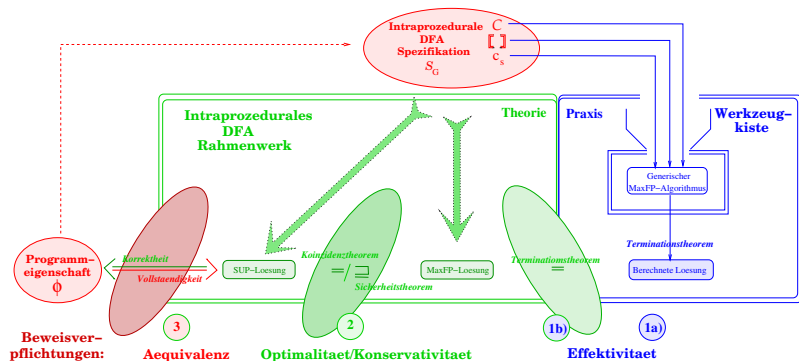 Intraprozedurale
DFA
Spezifikation
S_G
C
⟦ ⟧
c_s
Intraprozedurales
DFA
Rahmenwerk
Theorie
Praxis
Werkzeug-
kiste
Generischer
MaxFP-Algorithmus
Terminationstheorem
Programm-
eigenschaft
ϕ
Korrektheit
Vollstaendigkeit
SUP-Loesung
Koinzidenztheorem
=/⊒
Sicherheitstheorem
MaxFP-Loesung
Terminationstheorem
=
Berechnete Loesung
3
2
1b)
1a)
Beweisver-
pflichtungen:
Aequivalenz
Optimalitaet/Konservativitaet
Effektivitaet